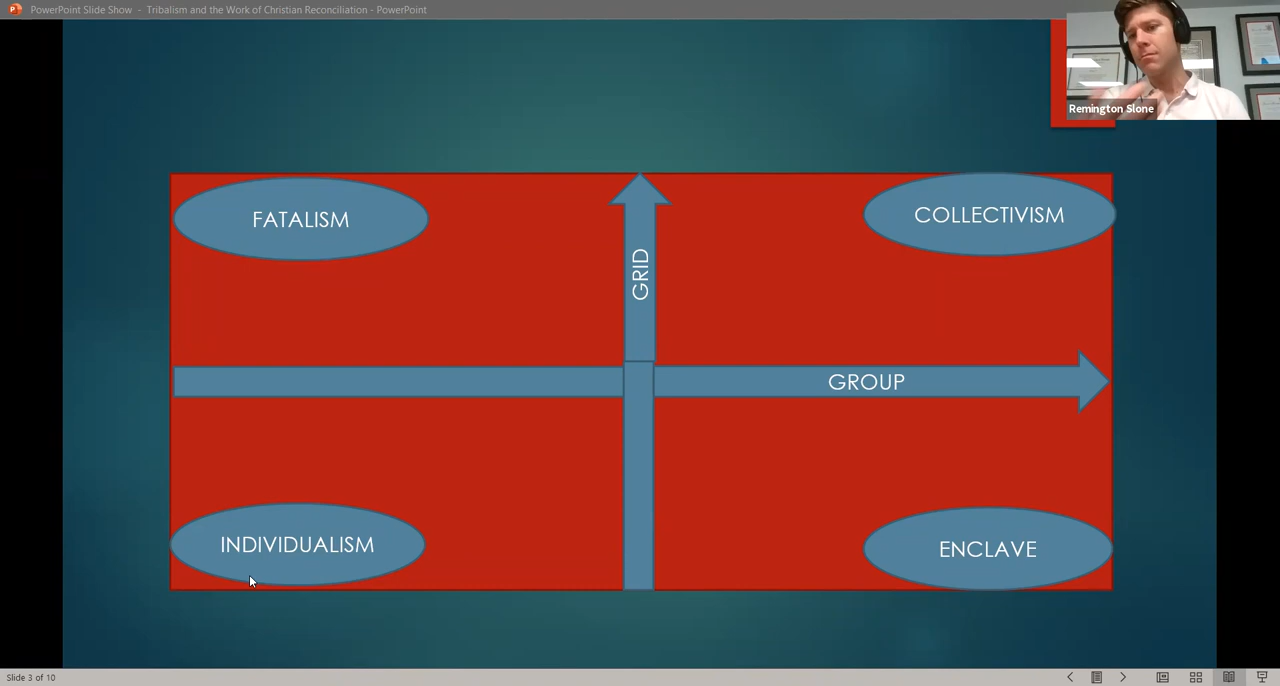 PowerPoint Slide Show - Tribalism and the Work of Christian Reconciliation - PowerPoint
Remington Slone
FATALISM
COLLECTIVISM
GRID
GROUP
INDIVIDUALISM
ENCLAVE
Slide 3 of 10